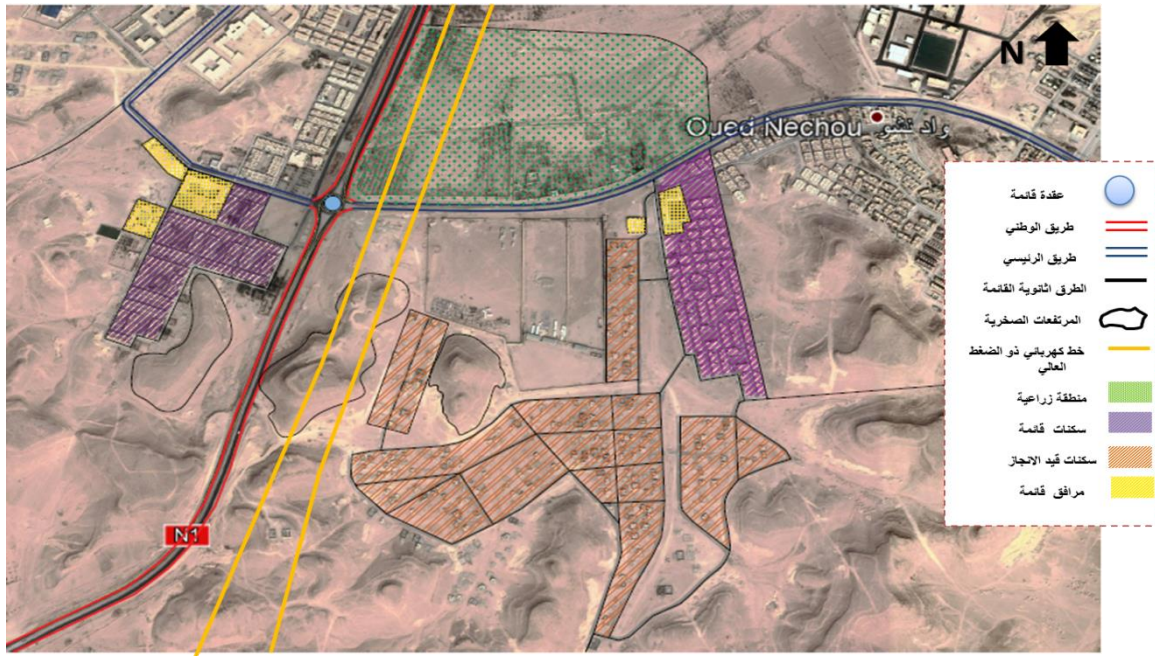 N
Oued Nechou واد نشو
عقدة قائمة
طريق الوطني
طريق الرئيسي
الطرق اثانوية القائمة
المرتفعات الصخرية
خط كهربائي ذو الضغط
العالي
منطقة زراعية
سكنات قائمة
سكنات قيد الانجاز
مرافق قائمة
N1